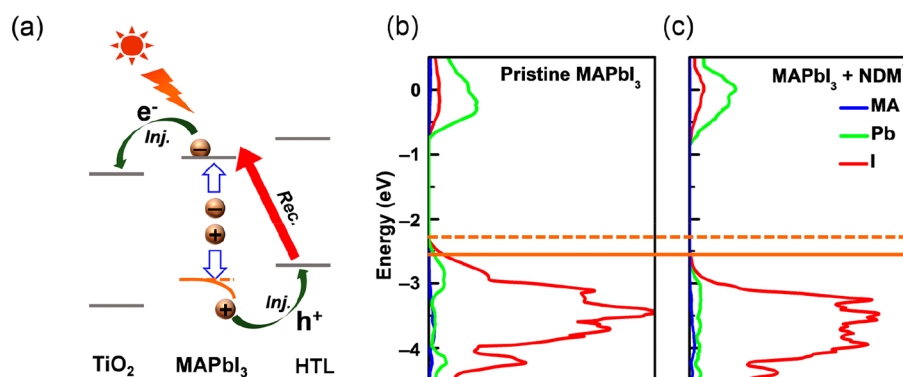 (a)
e⁻
Inj.
Rec.
Inj.
h⁺
TiO₂
MAPbI₃
HTL
(b)
Pristine MAPbI₃
Energy (eV)
0
–1
–2
–3
–4
(c)
MAPbI₃ + NDM
MA
Pb
I